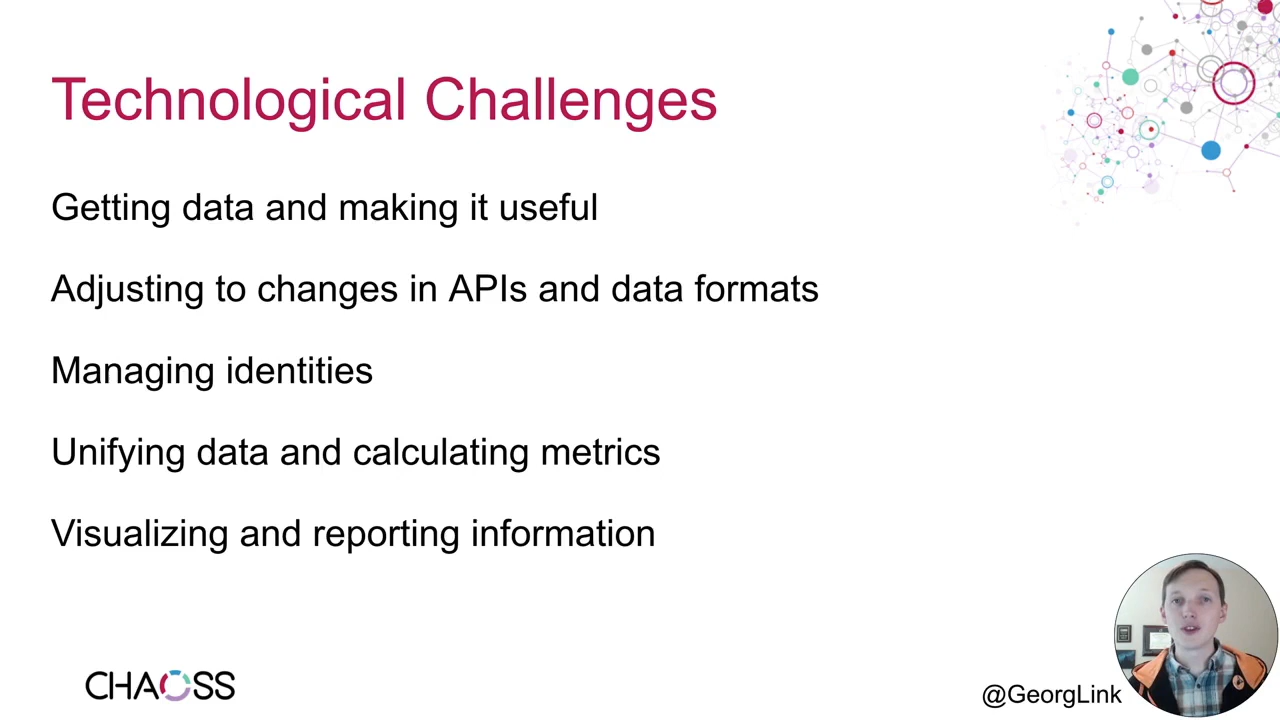 Technological Challenges
Getting data and making it useful
Adjusting to changes in APIs and data formats
Managing identities
Unifying data and calculating metrics
Visualizing and reporting information
CHAOSS
@GeorgLink